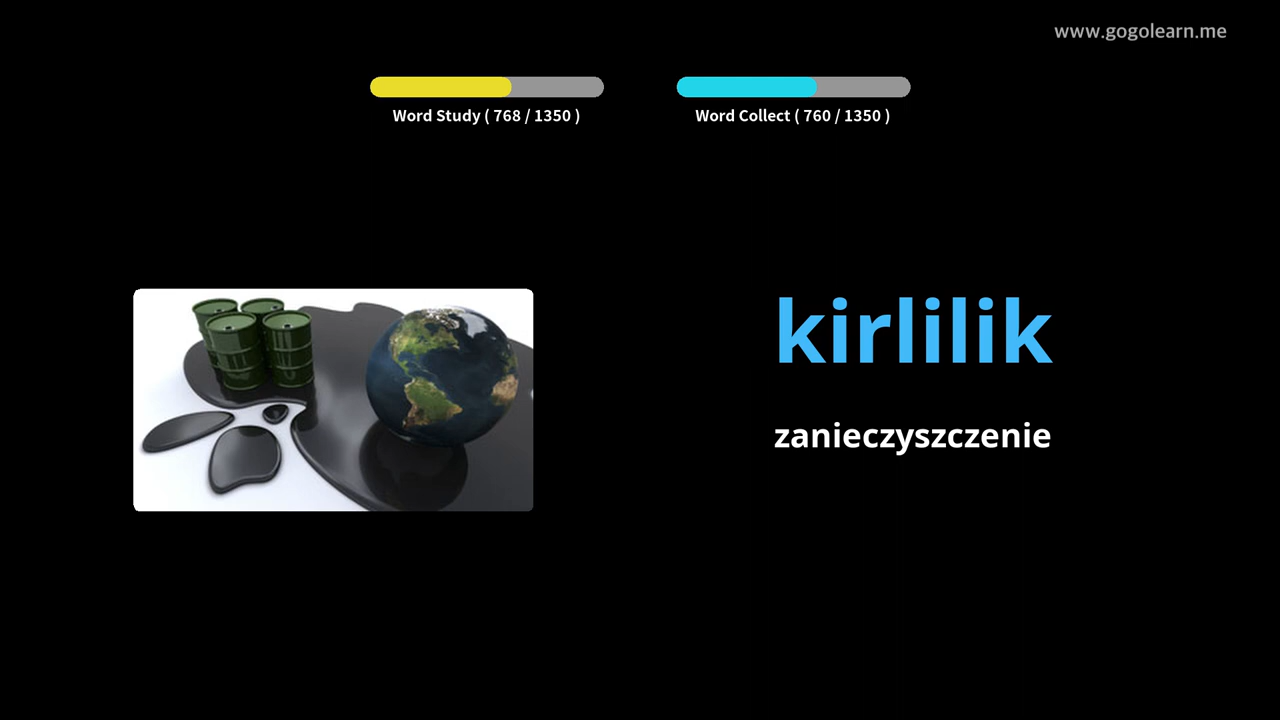 www.gogolearn.me
Word Study ( 768 / 1350 )
Word Collect ( 760 / 1350 )
kirlilik
zanieczyszczenie